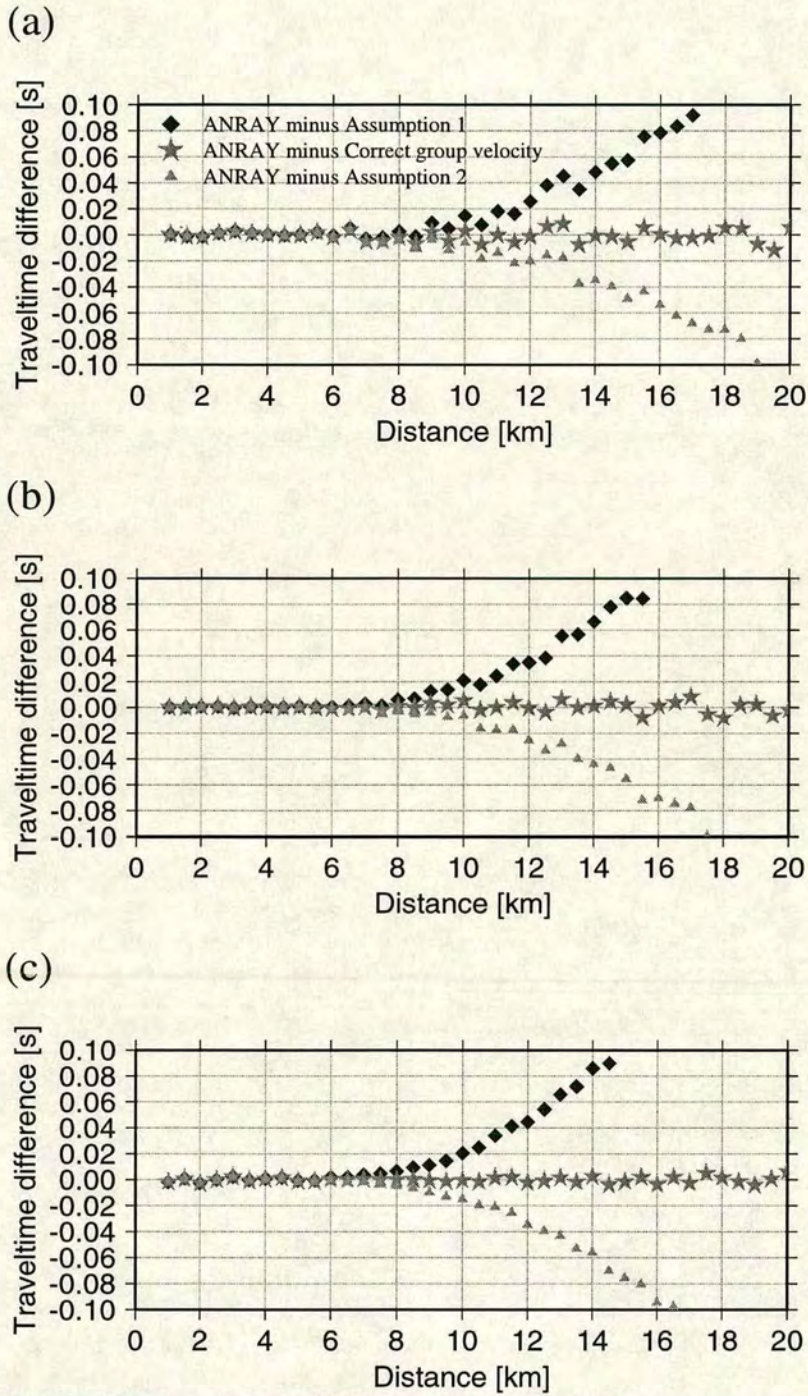 (a)
Traveltime difference [s]
0.10
0.08
0.06
0.04
0.02
0.00
-0.02
-0.04
-0.06
-0.08
-0.10
ANRAY minus Assumption 1
ANRAY minus Correct group velocity
ANRAY minus Assumption 2
0 2 4 6 8 10 12 14 16 18 20
Distance [km]
(b)
Traveltime difference [s]
0.10
0.08
0.06
0.04
0.02
0.00
-0.02
-0.04
-0.06
-0.08
-0.10
0 2 4 6 8 10 12 14 16 18 20
Distance [km]
(c)
Traveltime difference [s]
0.10
0.08
0.06
0.04
0.02
0.00
-0.02
-0.04
-0.06
-0.08
-0.10
0 2 4 6 8 10 12 14 16 18 20
Distance [km]